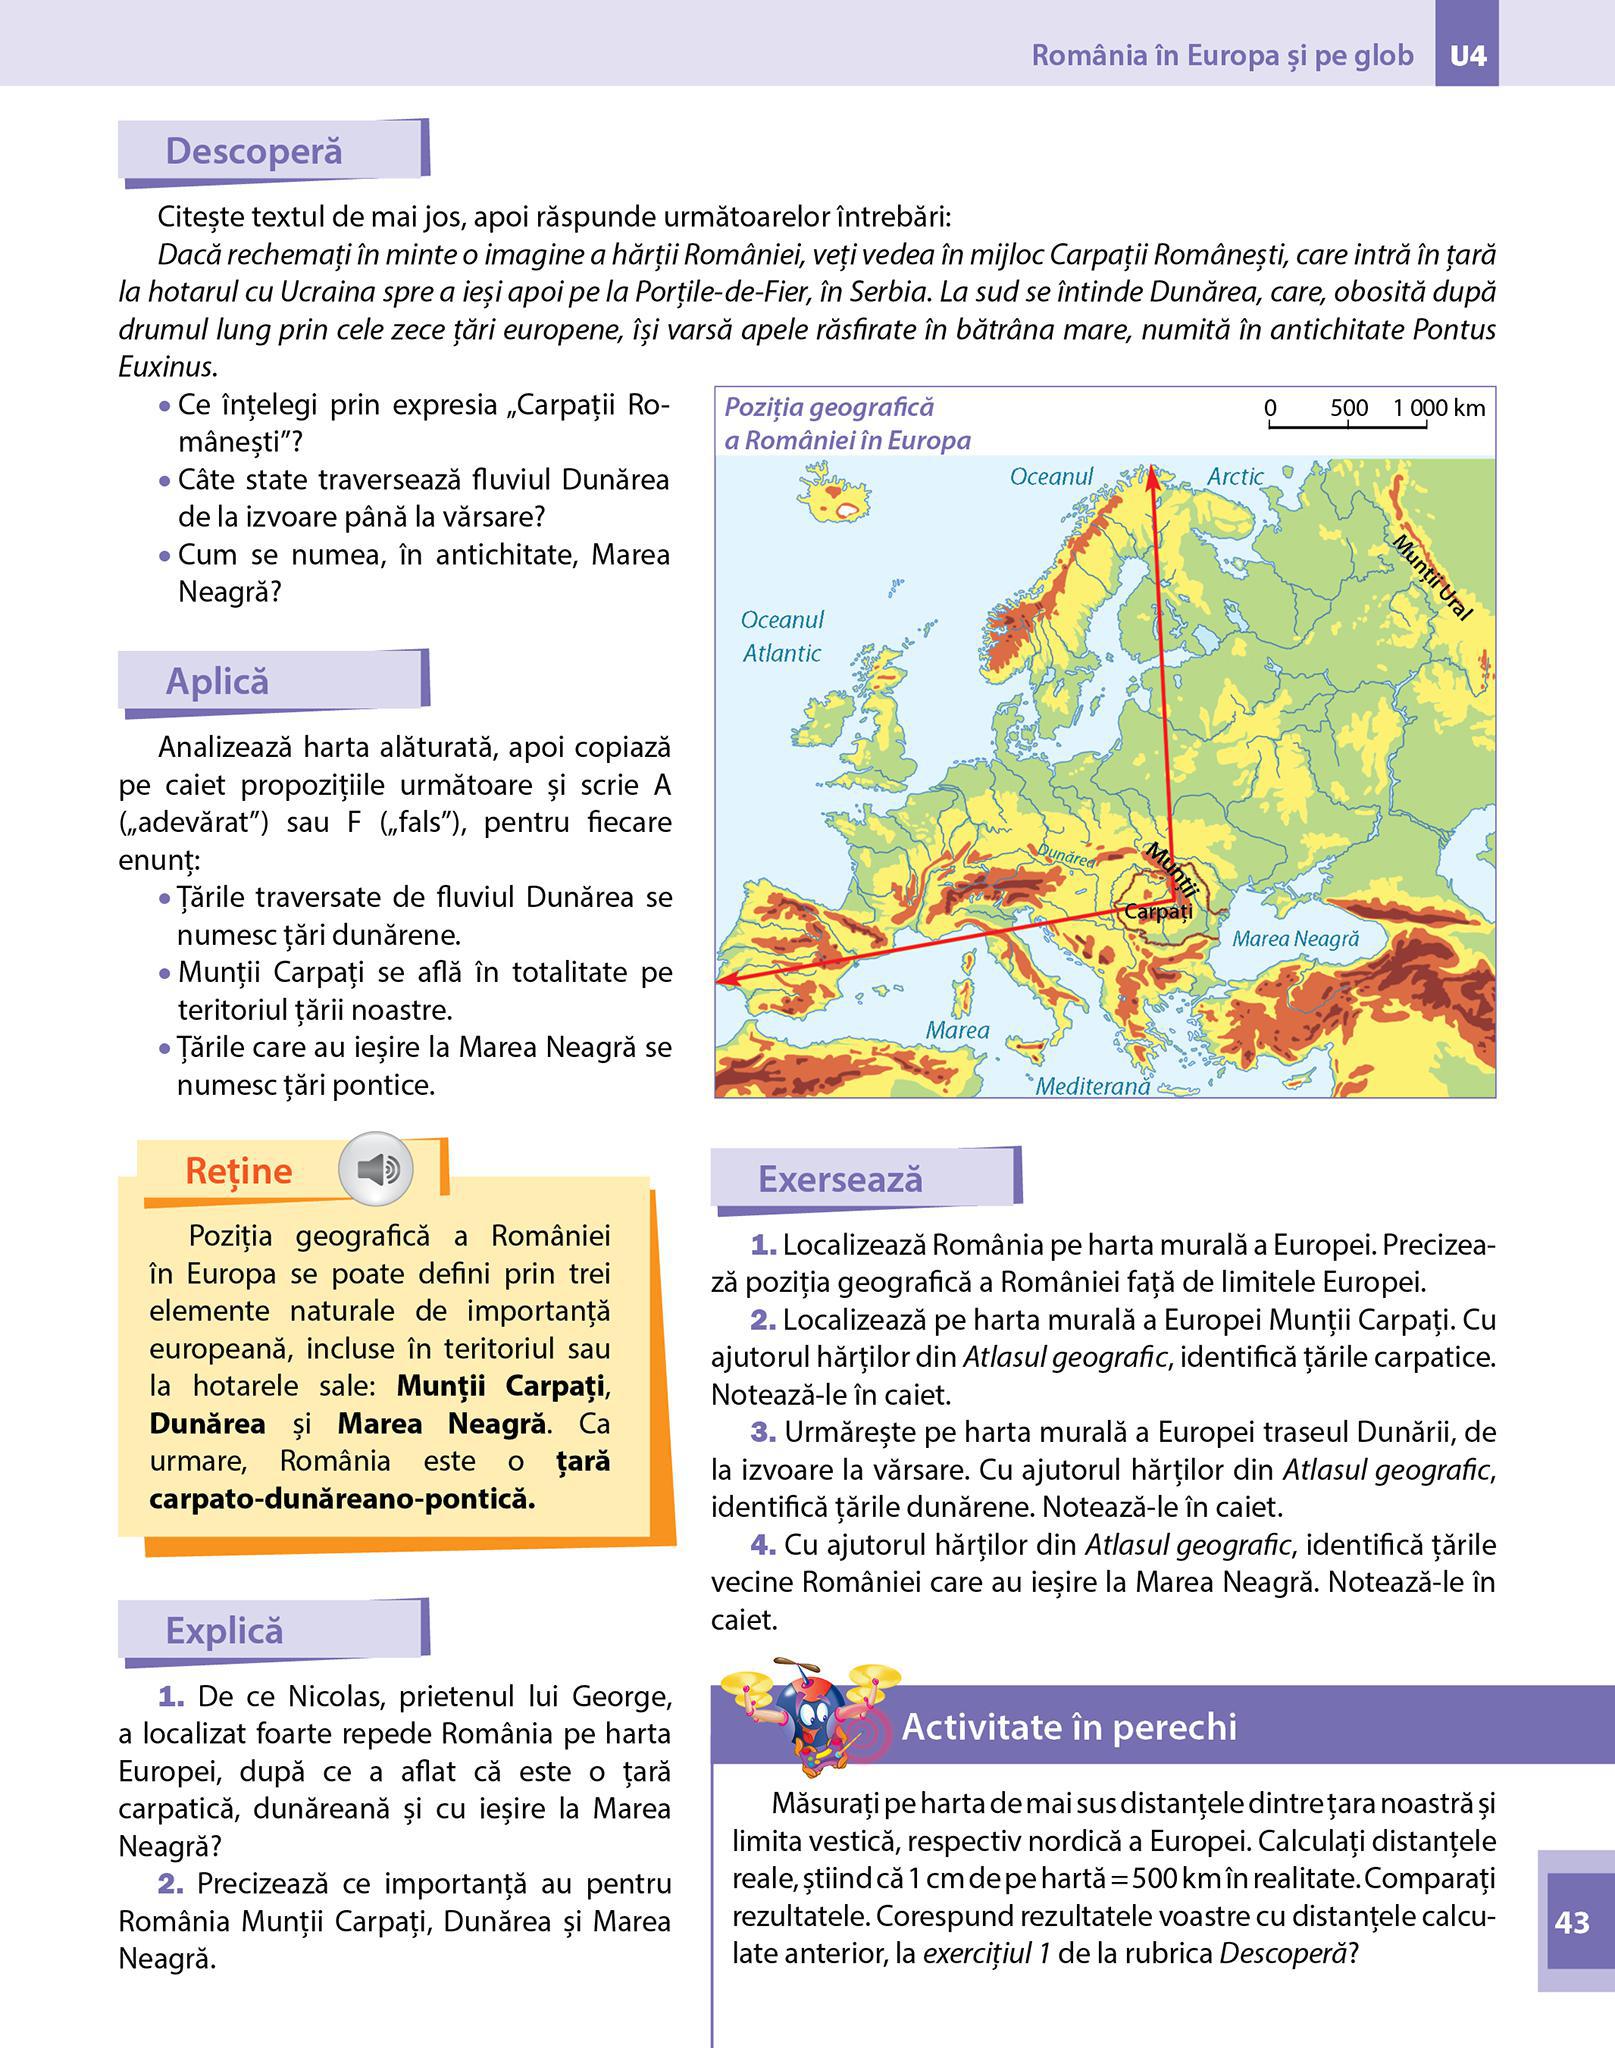 România în Europa și pe glob U4
Descoperă
Citește textul de mai jos, apoi răspunde următoarelor întrebări:
Dacă rechemați în minte o imagine a hărții României, veți vedea în mijloc Carpații Românești, care intră în țară
la hotarul cu Ucraina spre a ieși apoi pe la Porțile-de-Fier, în Serbia. La sud se întinde Dunărea, care, obosită după
drumul lung prin cele zece țări europene, își varsă apele răsfirate în bătrâna mare, numită în antichitate Pontus
Euxinus.
• Ce înțelegi prin expresia „Carpații Ro-
mânești”?
• Câte state traversează fluviul Dunărea
de la izvoare până la vărsare?
• Cum se numea, în antichitate, Marea
Neagră?
Aplică
Analizează harta alăturată, apoi copiază
pe caiet propozițiile următoare și scrie A
(„adevărat”) sau F („fals”), pentru fiecare
enunț:
• Țările traversate de fluviul Dunărea se
numesc țări dunărene.
• Munții Carpați se află în totalitate pe
teritoriul țării noastre.
• Țările care au ieșire la Marea Neagră se
numesc țări pontice.
Poziția geografică
a României în Europa
0 500 1 000 km
Oceanul Arctic
Munții Ural
Oceanul
Atlantic
Dunărea
Munții
Carpați
Marea Neagră
Marea
Mediterană
Reține
Poziția geografică a României
în Europa se poate defini prin trei
elemente naturale de importanță
europeană, incluse în teritoriul sau
la hotarele sale: Munții Carpați,
Dunărea și Marea Neagră. Ca
urmare, România este o țară
carpato-dunăreano-pontică.
Explică
1. De ce Nicolas, prietenul lui George,
a localizat foarte repede România pe harta
Europei, după ce a aflat că este o țară
carpatică, dunăreană și cu ieșire la Marea
Neagră?
2. Precizează ce importanță au pentru
România Munții Carpați, Dunărea și Marea
Neagră.
Exersează
1. Localizează România pe harta murală a Europei. Precizea-
ză poziția geografică a României față de limitele Europei.
2. Localizează pe harta murală a Europei Munții Carpați. Cu
ajutorul hărților din Atlasul geografic, identifică țările carpatice.
Notează-le în caiet.
3. Urmărește pe harta murală a Europei traseul Dunării, de
la izvoare la vărsare. Cu ajutorul hărților din Atlasul geografic,
identifică țările dunărene. Notează-le în caiet.
4. Cu ajutorul hărților din Atlasul geografic, identifică țările
vecine României care au ieșire la Marea Neagră. Notează-le în
caiet.
Activitate în perechi
Măsurați pe harta de mai sus distanțele dintre țara noastră și
limita vestică, respectiv nordică a Europei. Calculați distanțele
reale, știind că 1 cm de pe hartă = 500 km în realitate. Comparați
rezultatele. Corespund rezultatele voastre cu distanțele calcu-
late anterior, la exercițiul 1 de la rubrica Descoperă?
43